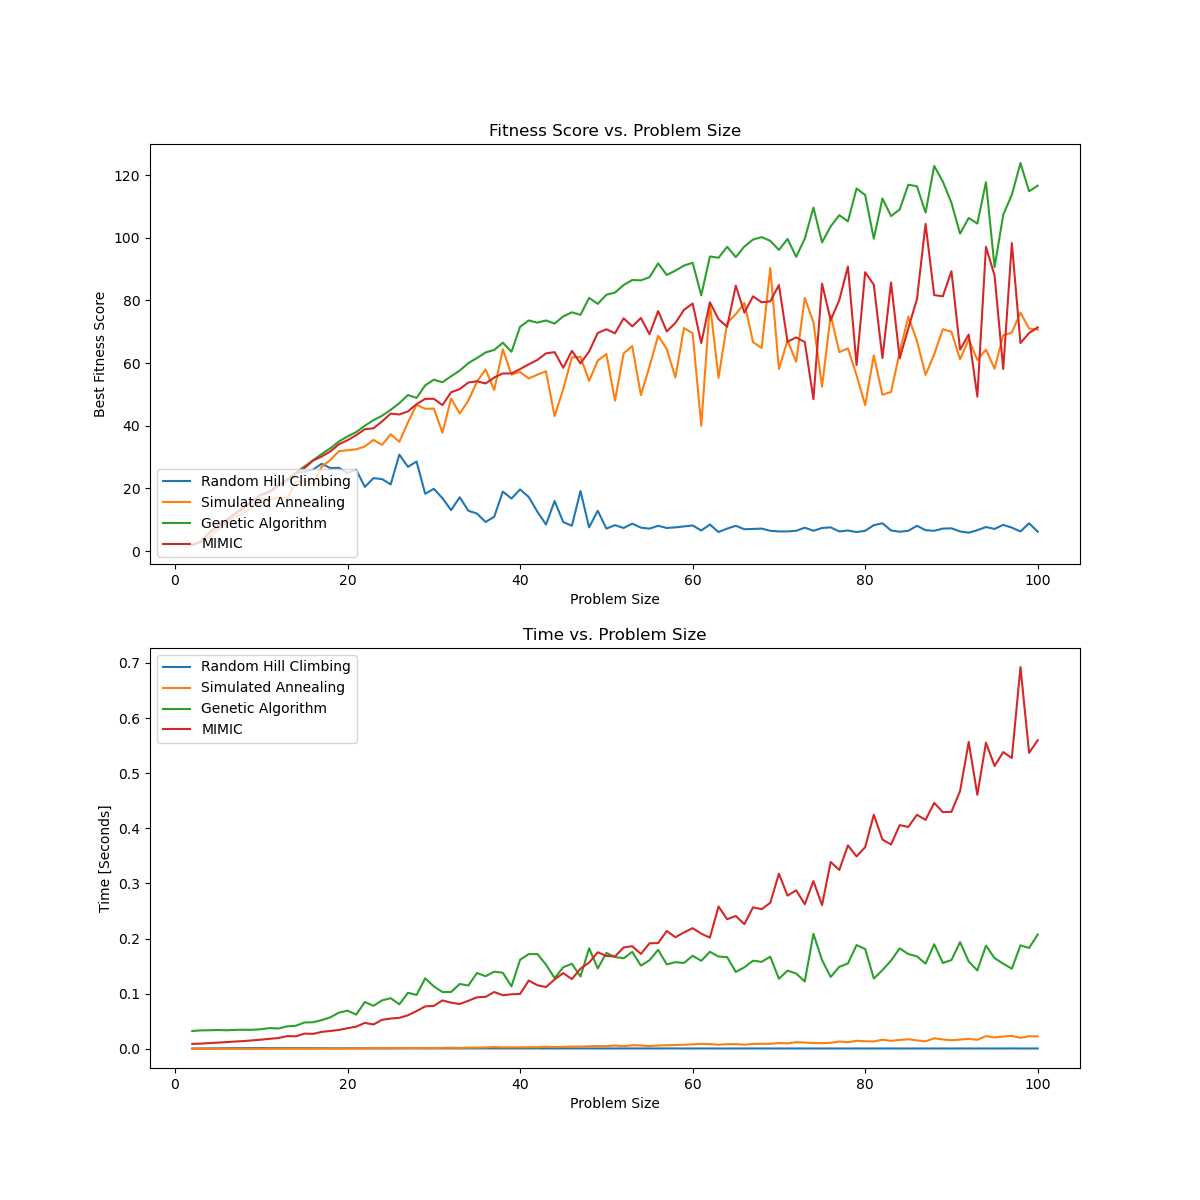 Fitness Score vs. Problem Size
Best Fitness Score
120
100
80
60
40
20
0
Random Hill Climbing
Simulated Annealing
Genetic Algorithm
MIMIC
0 20 40 60 80 100
Problem Size
Time vs. Problem Size
Time [Seconds]
0.7
0.6
0.5
0.4
0.3
0.2
0.1
0.0
Random Hill Climbing
Simulated Annealing
Genetic Algorithm
MIMIC
0 20 40 60 80 100
Problem Size